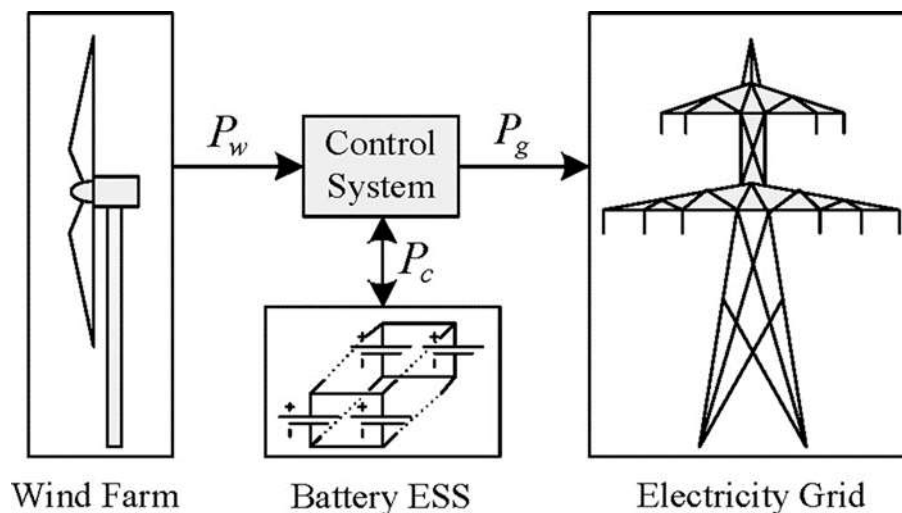 P_w
Control
System
P_g
P_c
+
+
+
+
Wind Farm
Battery ESS
Electricity Grid